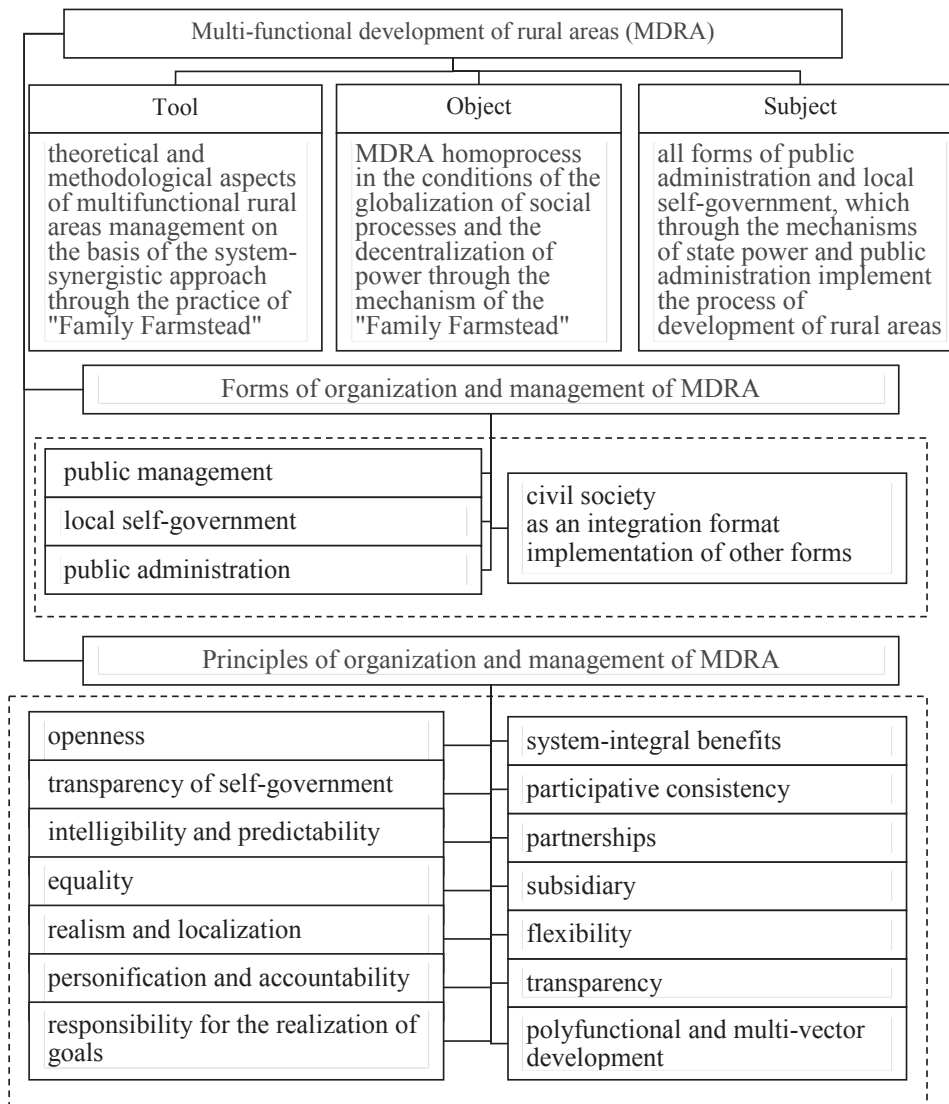 Multi-functional development of rural areas (MDRA)
Tool
theoretical and
methodological aspects
of multifunctional rural
areas management on
the basis of the system-
synergistic approach
through the practice of
"Family Farmstead"
Object
MDRA homoprocess
in the conditions of the
globalization of social
processes and the
decentralization of
power through the
mechanism of the
"Family Farmstead"
Subject
all forms of public
administration and local
self-government, which
through the mechanisms
of state power and public
administration implement
the process of
development of rural areas
Forms of organization and management of MDRA
public management
local self-government
public administration
civil society
as an integration format
implementation of other forms
Principles of organization and management of MDRA
openness
transparency of self-government
intelligibility and predictability
equality
realism and localization
personification and accountability
responsibility for the realization of
goals
system-integral benefits
participative consistency
partnerships
subsidiary
flexibility
transparency
polyfunctional and multi-vector
development